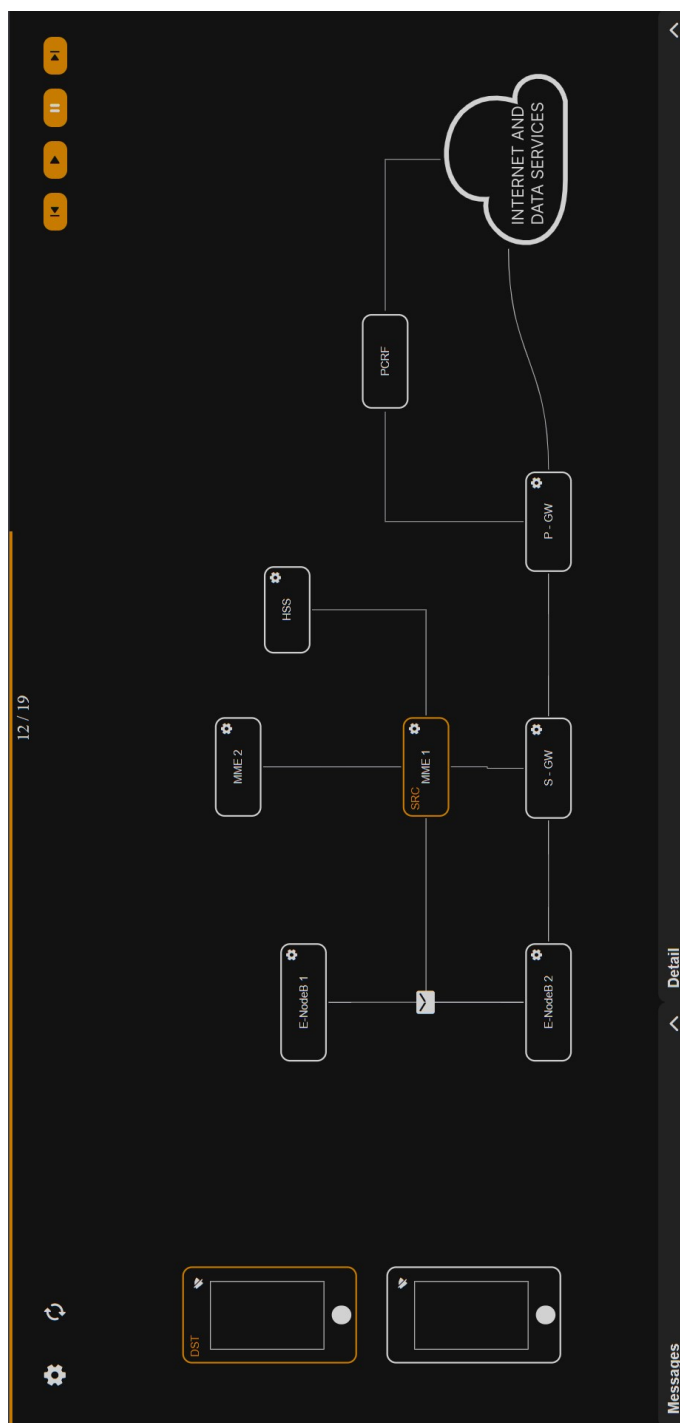 12 / 19
MME 2
HSS
E-NodeB 1
DST
SRC
MME 1
PCRF
INTERNET AND
DATA SERVICES
E-NodeB 2
S - GW
P - GW
Messages
Detail